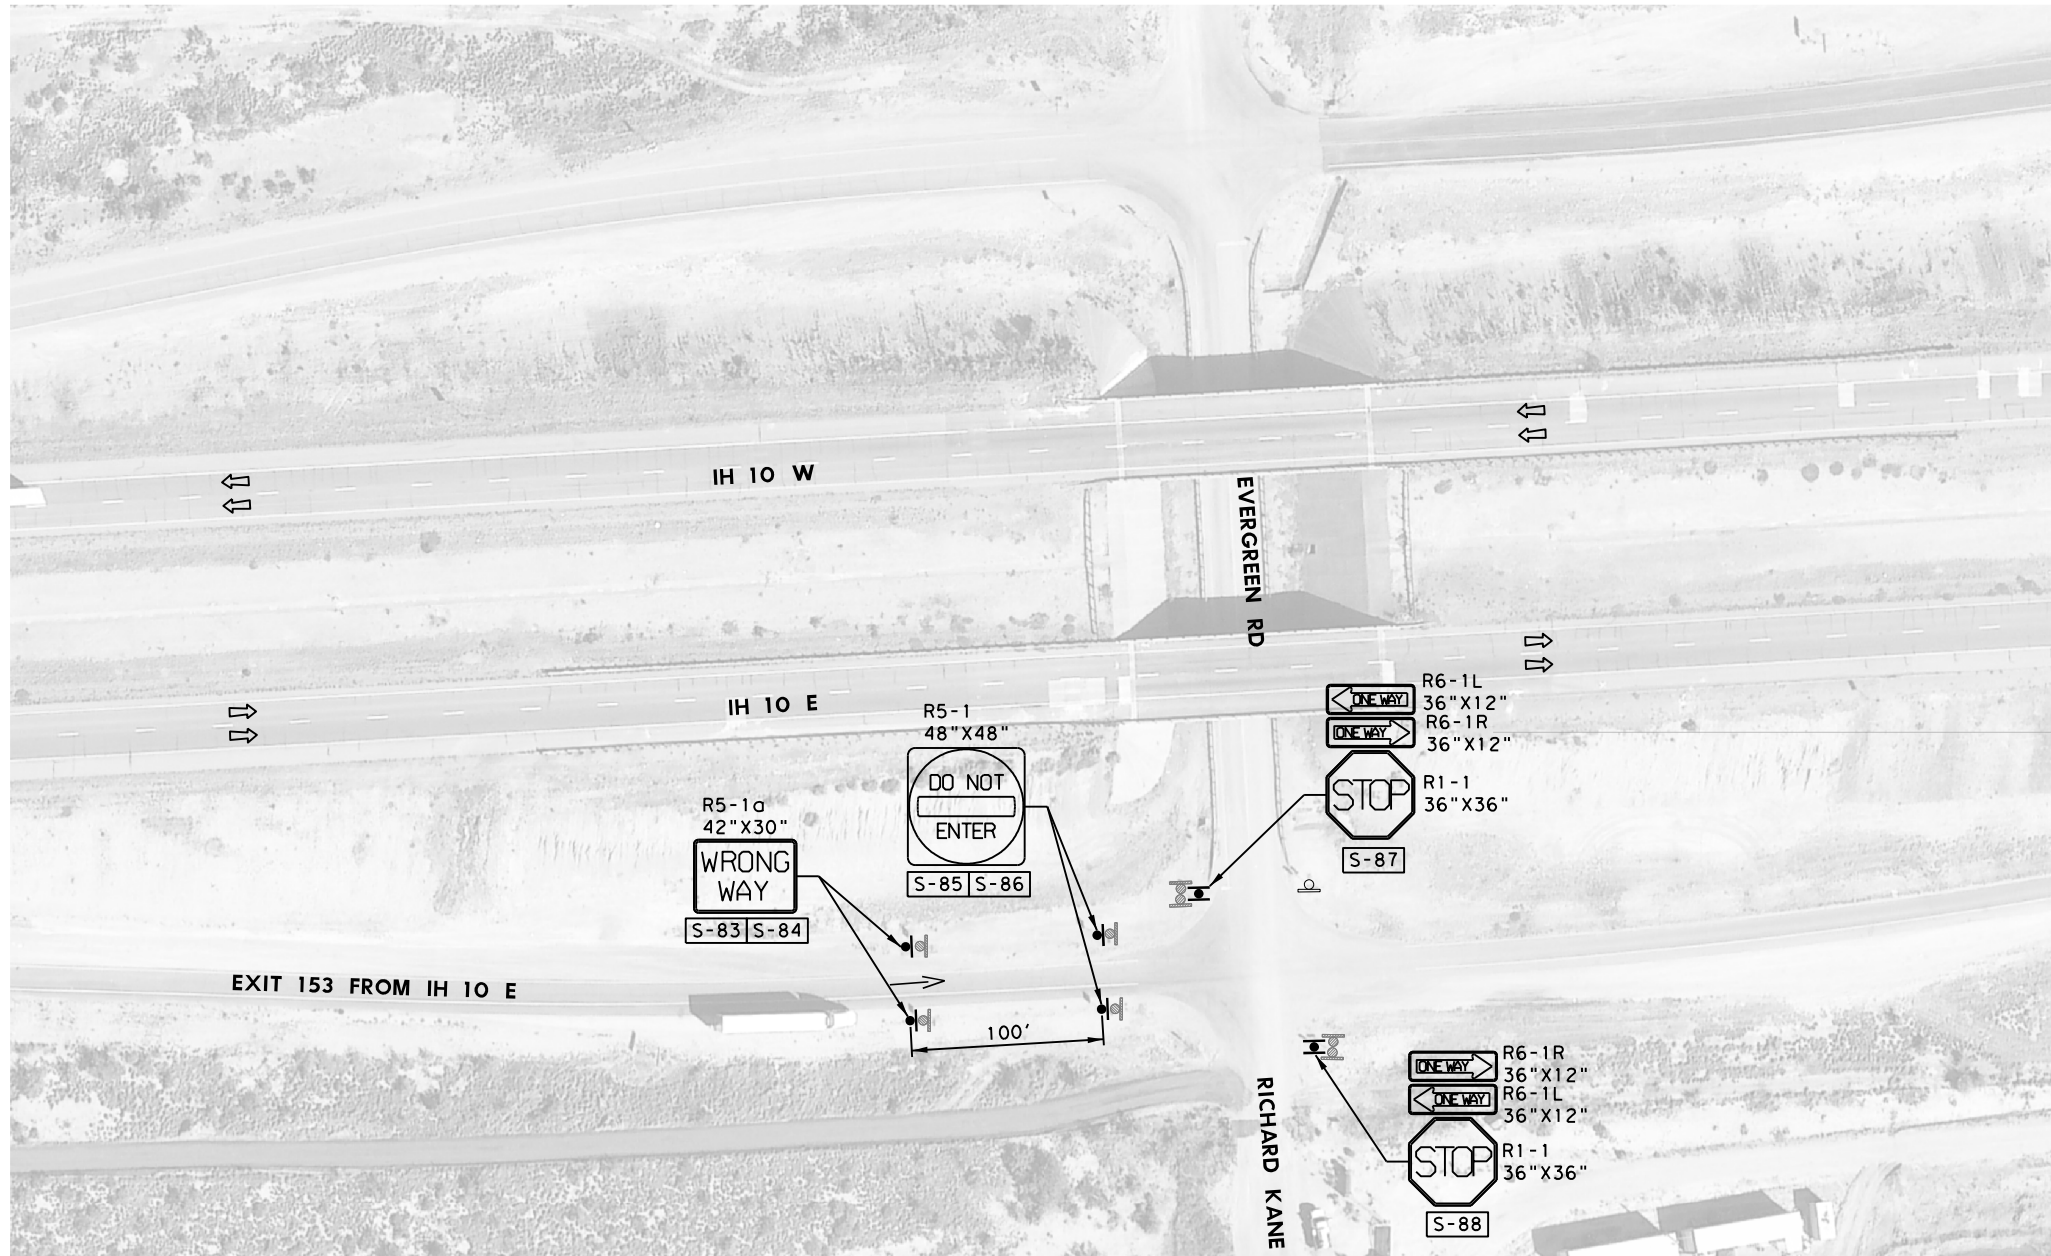 IH 10 W
EVERGREEN RD
IH 10 E
R6-1L
36"X12"
ONE WAY
R6-1R
36"X12"
ONE WAY
STOP
R1-1
36"X36"
S-87
R5-1
48"X48"
DO NOT
ENTER
S-85 S-86
R5-1a
42"X30"
WRONG
WAY
S-83 S-84
EXIT 153 FROM IH 10 E
100'
RICHARD KANE
R6-1R
36"X12"
ONE WAY
R6-1L
36"X12"
ONE WAY
STOP
R1-1
36"X36"
S-88